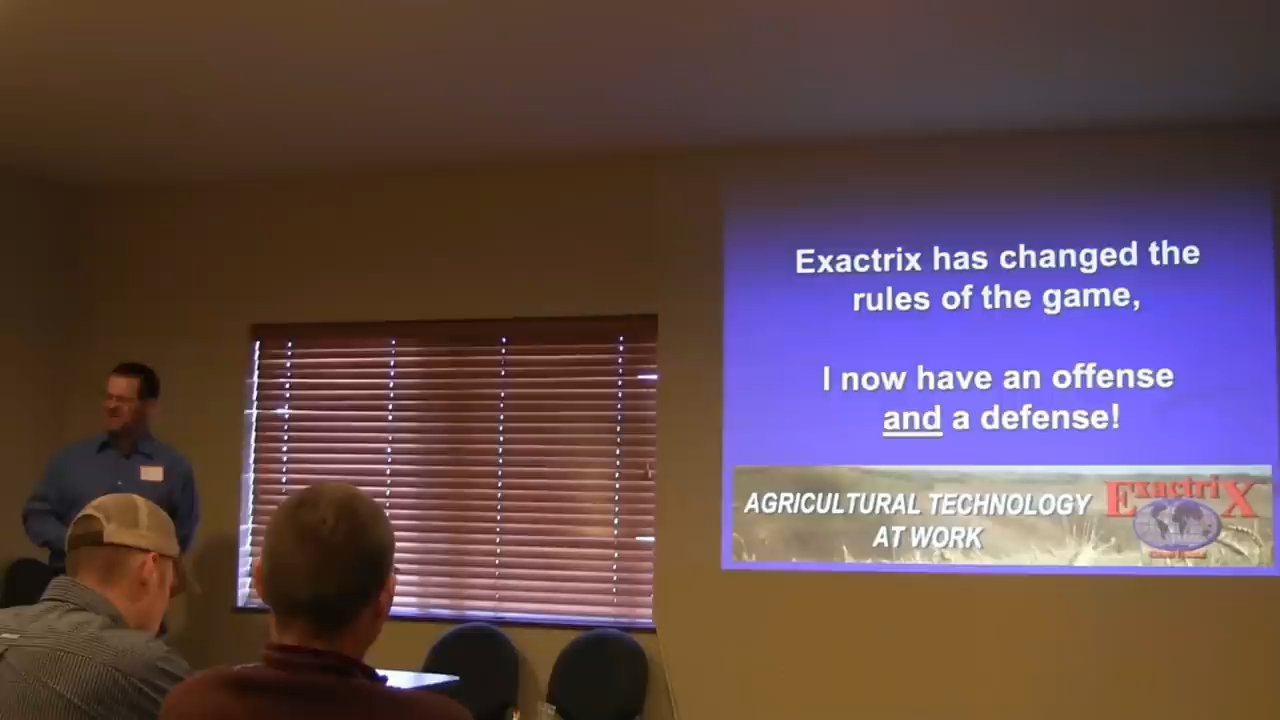 Exactrix has changed the
rules of the game,
I now have an offense
and a defense!
AGRICULTURAL TECHNOLOGY
AT WORK
ExactriX